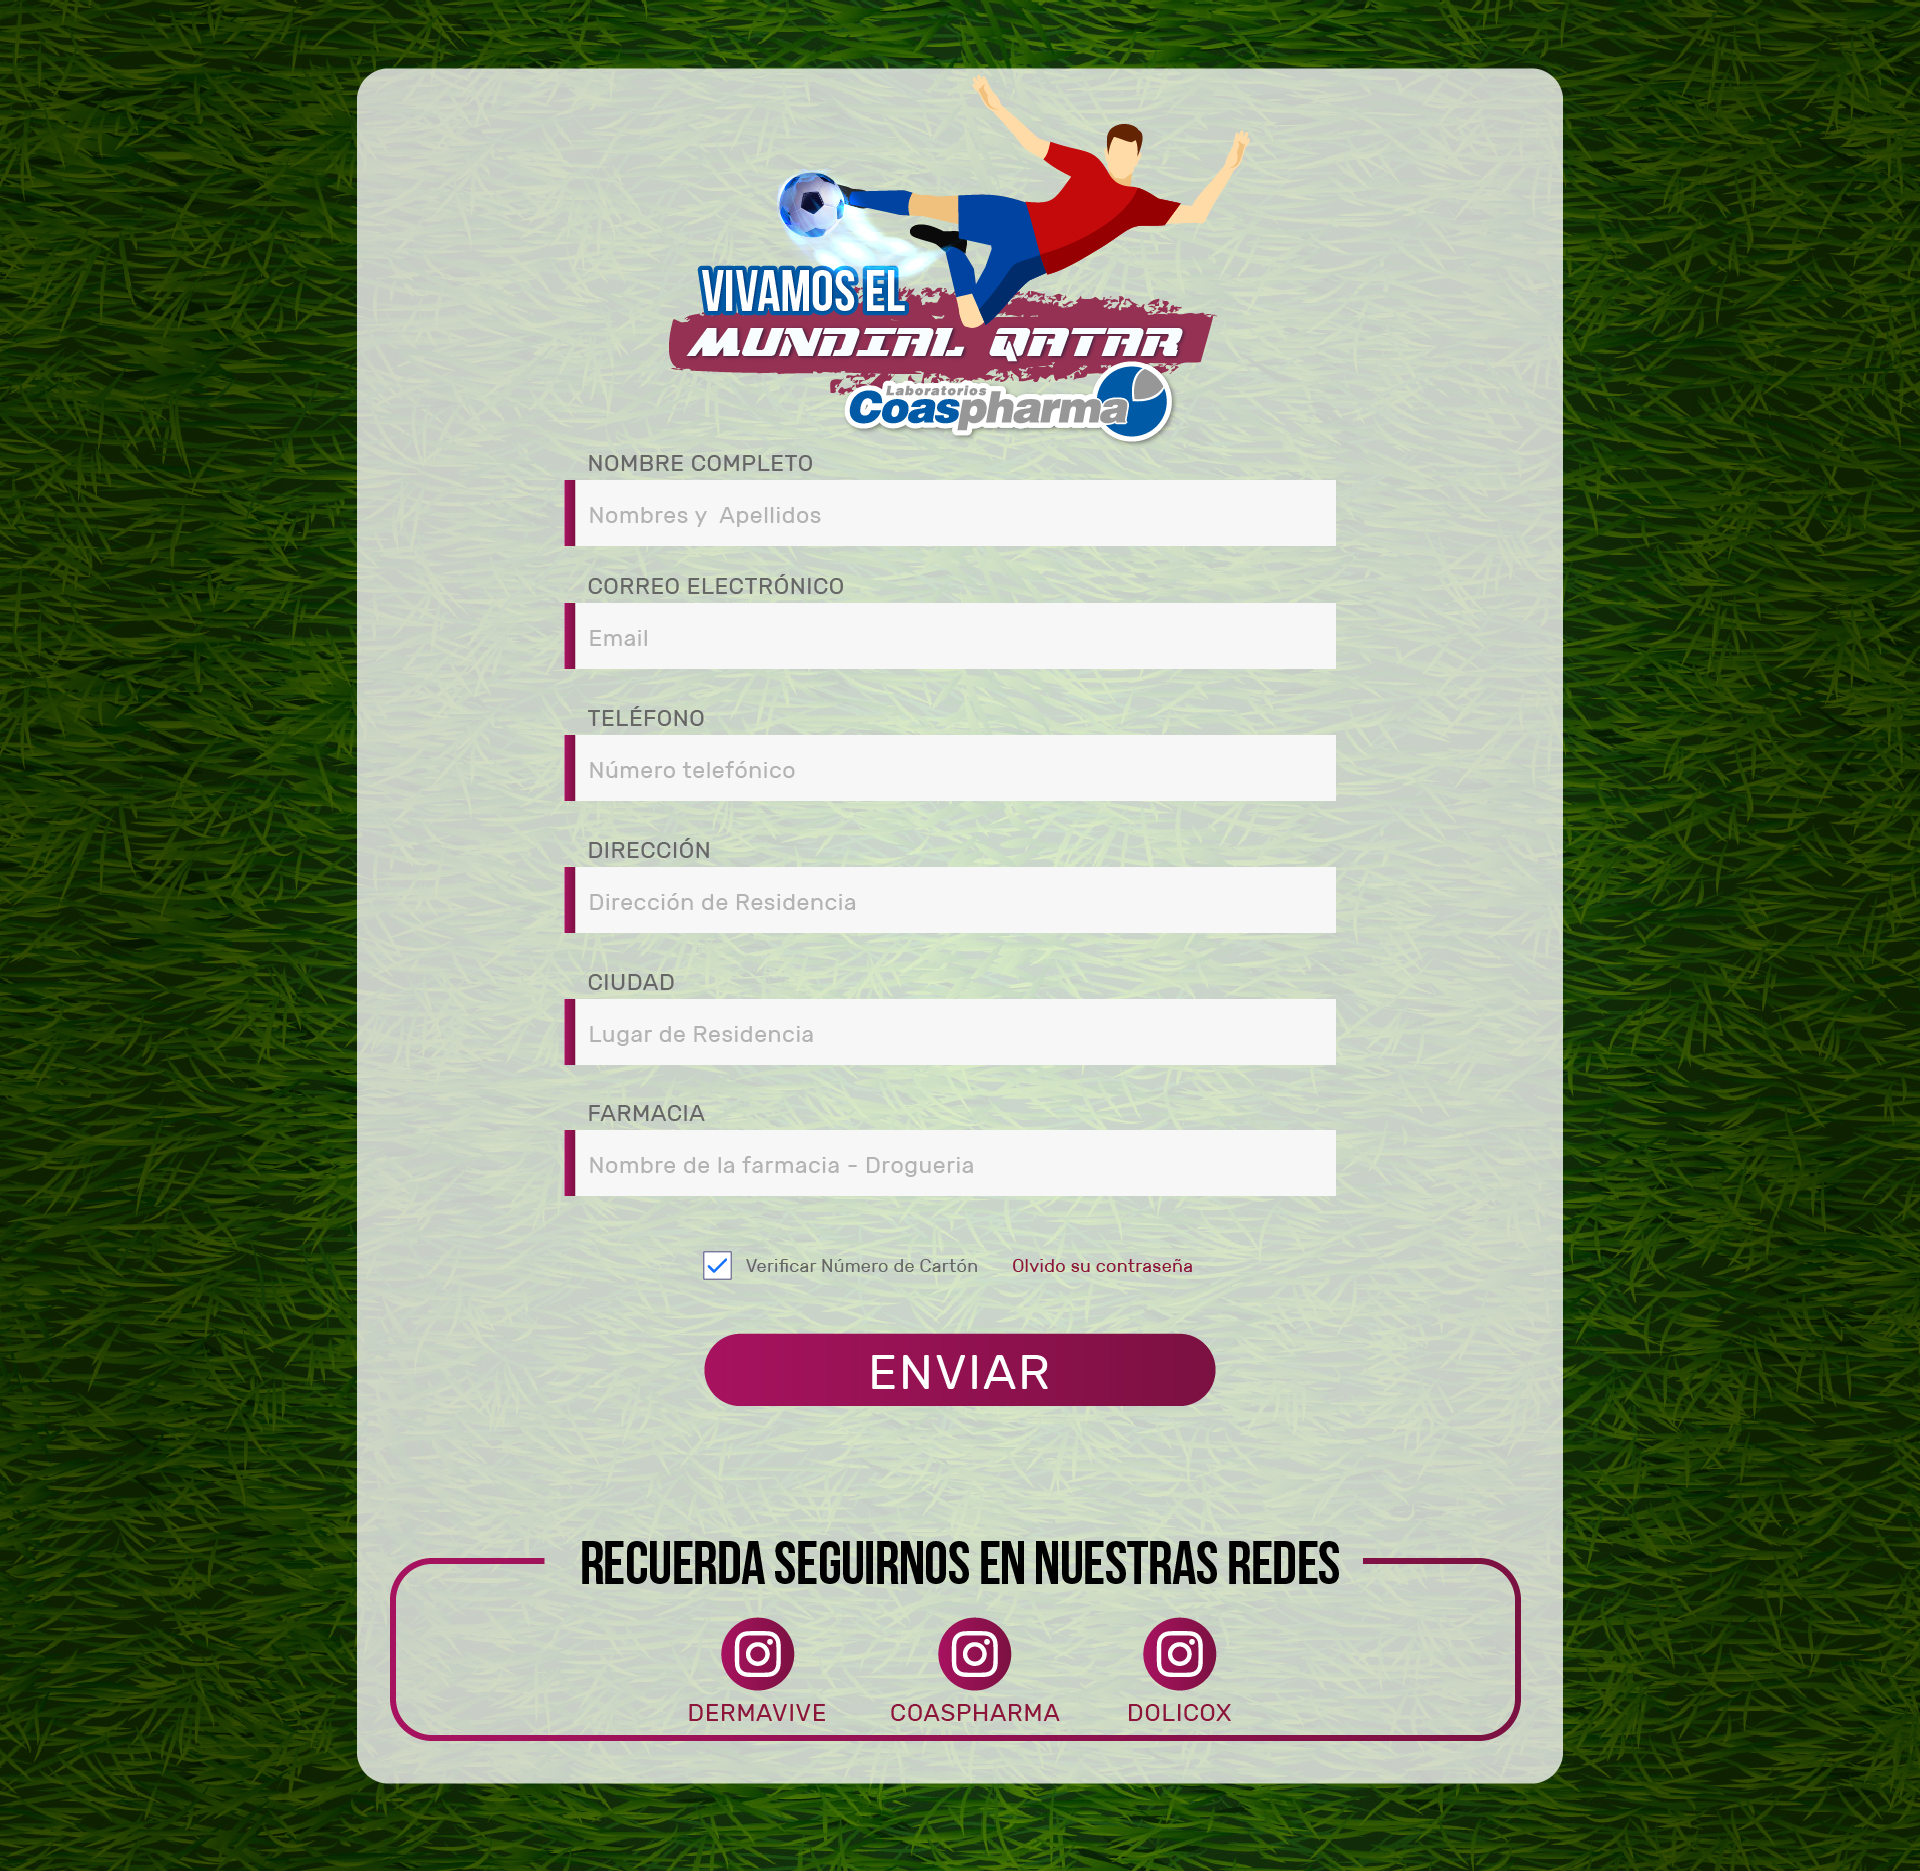 VIVAMOS EL
MUNDIAL QATAR
Laboratorios
Coaspharma
NOMBRE COMPLETO
Nombres y  Apellidos
CORREO ELECTRÓNICO
Email
TELÉFONO
Número telefónico
DIRECCIÓN
Dirección de Residencia
CIUDAD
Lugar de Residencia
FARMACIA
Nombre de la farmacia - Drogueria
Verificar Número de Cartón Olvido su contraseña
ENVIAR
RECUERDA SEGUIRNOS EN NUESTRAS REDES
DERMAVIVE COASPHARMA DOLICOX